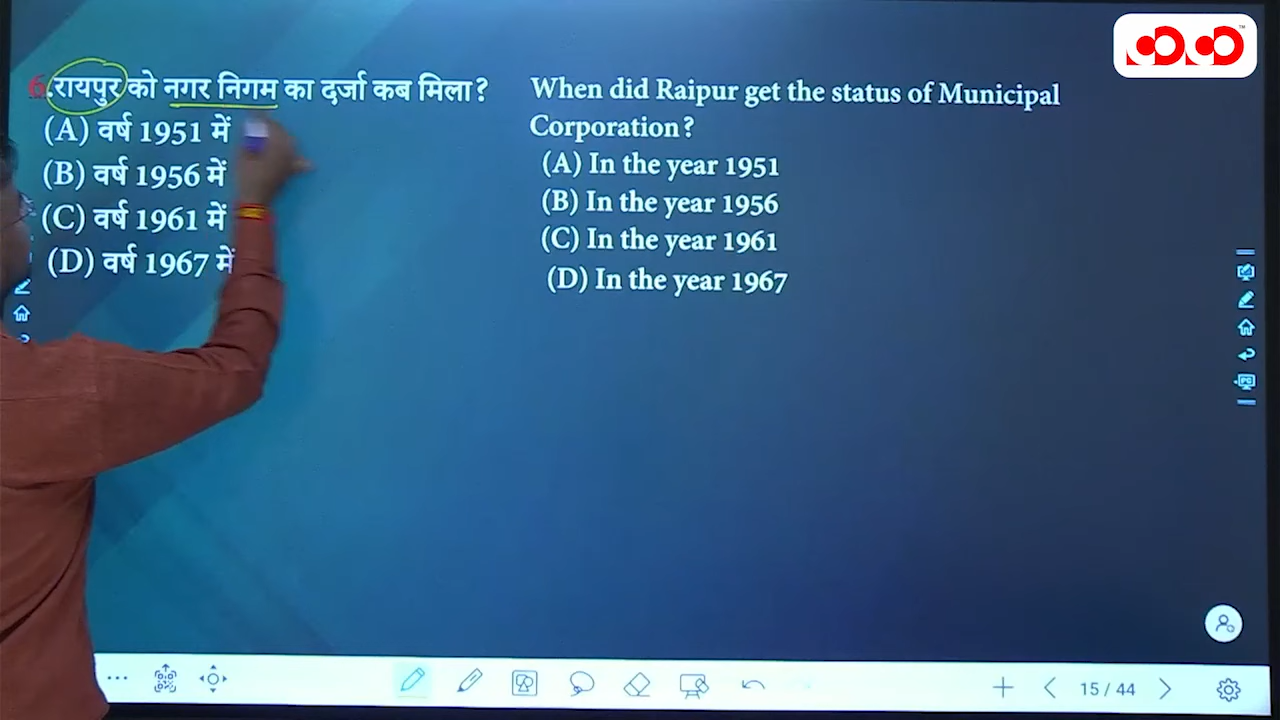 6.रायपुर को नगर निगम का दर्जा कब मिला?
(A) वर्ष 1951 में
(B) वर्ष 1956 में
(C) वर्ष 1961 में
(D) वर्ष 1967 में
When did Raipur get the status of Municipal
Corporation?
(A) In the year 1951
(B) In the year 1956
(C) In the year 1961
(D) In the year 1967
15 / 44